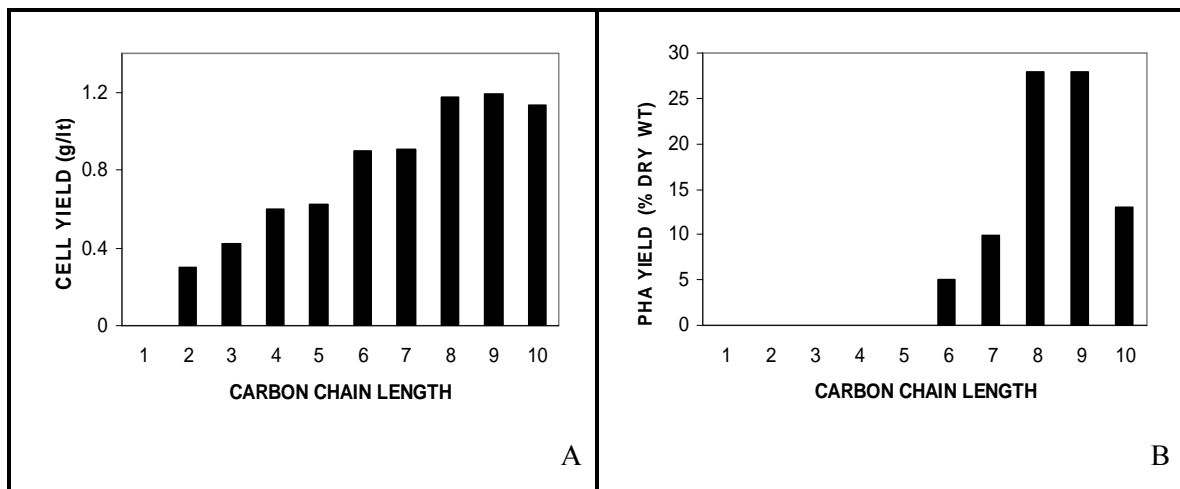 CELL YIELD (g/lt)
1.2
0.8
0.4
0
1 2 3 4 5 6 7 8 9 10
CARBON CHAIN LENGTH
A
PHA YIELD (% DRY WT)
30
25
20
15
10
5
0
1 2 3 4 5 6 7 8 9 10
CARBON CHAIN LENGTH
B